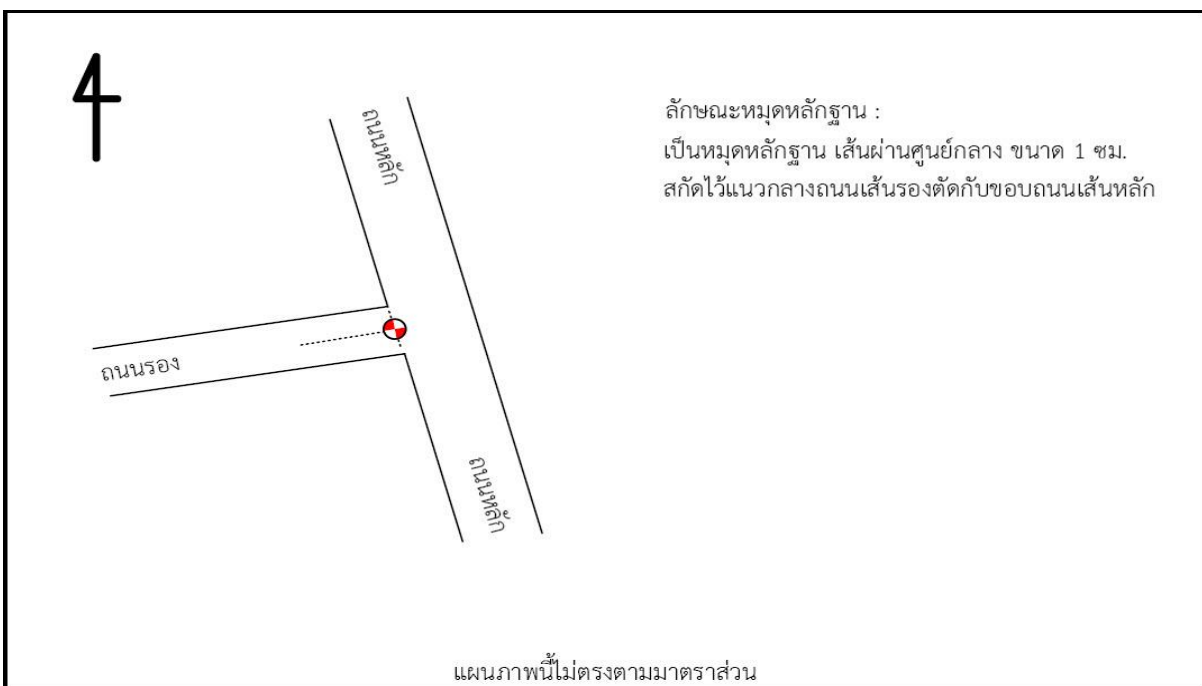 ลักษณะหมุดหลักฐาน :
เป็นหมุดหลักฐาน เส้นผ่านศูนย์กลาง ขนาด 1 ซม.
สกัดไว้แนวกลางถนนเส้นรองตัดกับขอบถนนเส้นหลัก
ถนนหลัก
ถนนรอง
ถนนหลัก
แผนภาพนี้ไม่ตรงตามมาตราส่วน